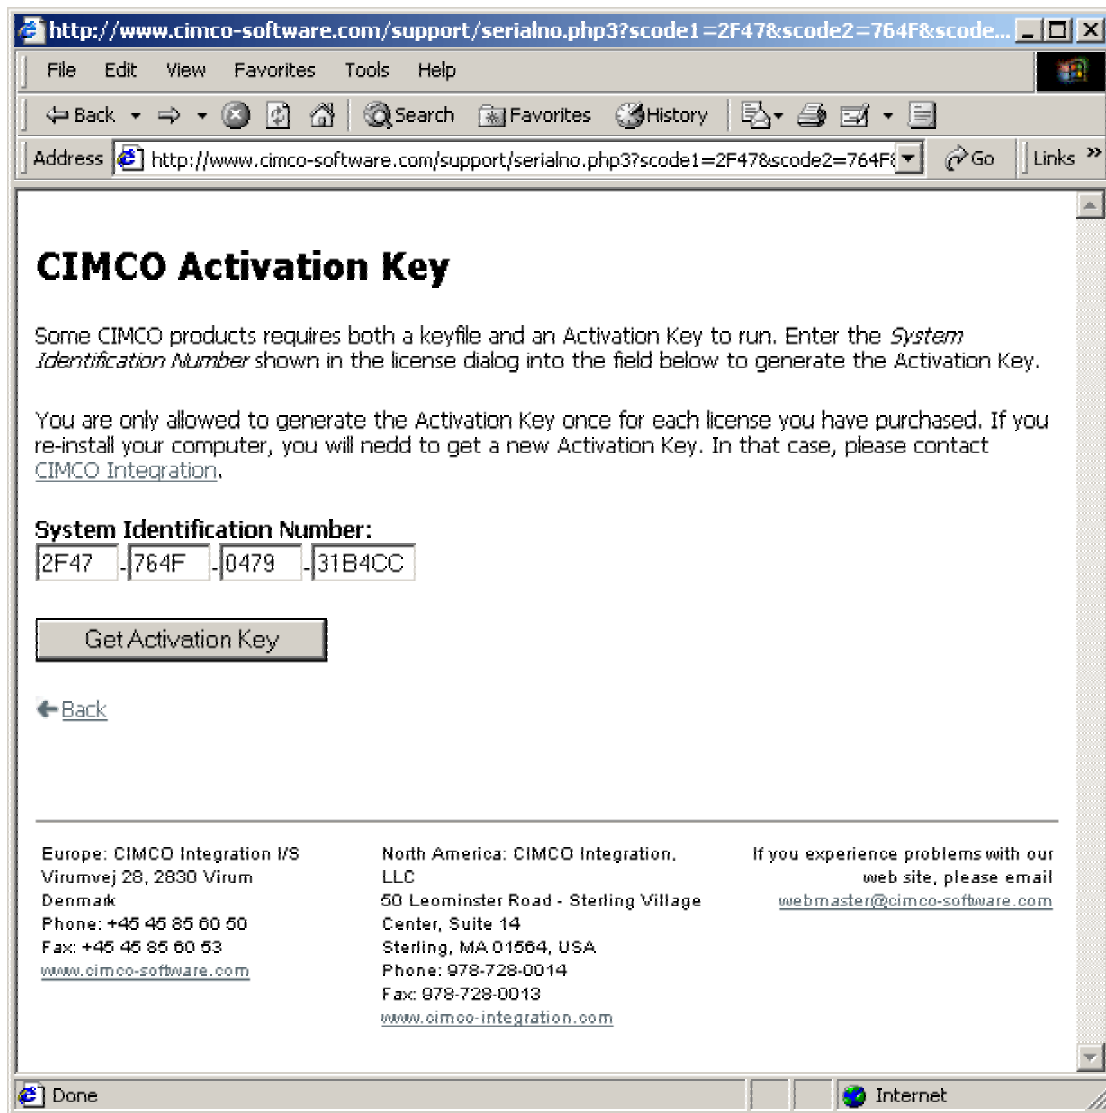 http://www.cimco-software.com/support/serialno.php3?scode1=2F47&scode2=764F&scode...
File Edit View Favorites Tools Help
Back Search Favorites History
Address http://www.cimco-software.com/support/serialno.php3?scode1=2F47&scode2=764F& Go Links »
CIMCO Activation Key
Some CIMCO products requires both a keyfile and an Activation Key to run. Enter the System
Identification Number shown in the license dialog into the field below to generate the Activation Key.
You are only allowed to generate the Activation Key once for each license you have purchased. If you
re-install your computer, you will nedd to get a new Activation Key. In that case, please contact
CIMCO Integration.
System Identification Number:
2F47 -764F -0479 -31B4CC
Get Activation Key
Back
Europe: CIMCO Integration I/S
Virumvej 28, 2830 Virum
Denmark
Phone: +45 45 85 60 50
Fax: +45 45 85 60 53
www.cimco-software.com
North America: CIMCO Integration,
LLC
50 Leominster Road - Sterling Village
Center, Suite 14
Sterling, MA 01564, USA
Phone: 978-728-0014
Fax: 978-728-0013
www.cimco-integration.com
If you experience problems with our
web site, please email
webmaster@cimco-software.com
Done Internet